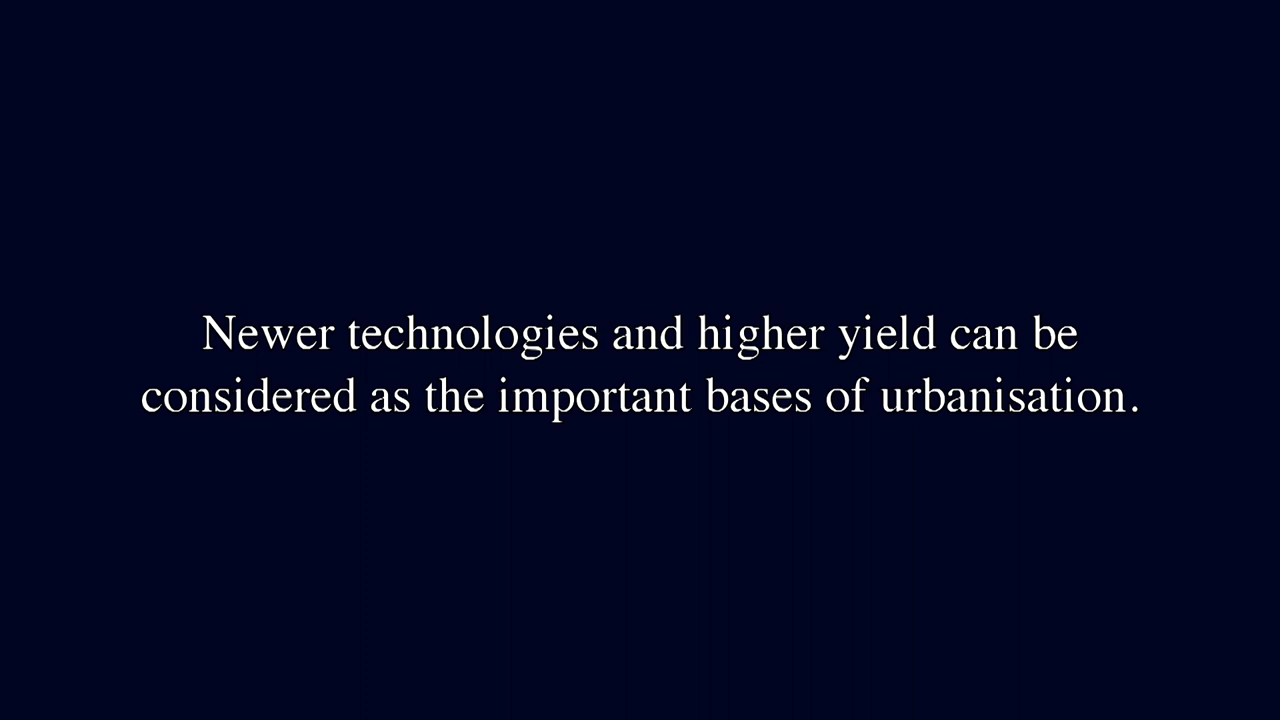 Newer technologies and higher yield can be
considered as the important bases of urbanisation.